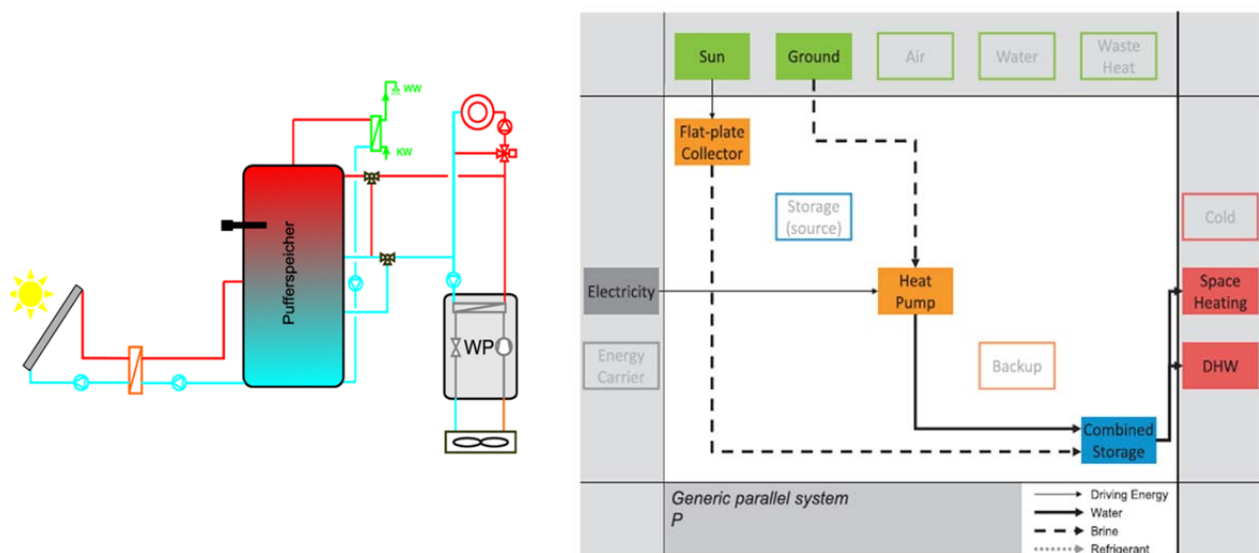 WW
KW
Pufferspeicher
WP
Sun
Ground
Air
Water
Waste
Heat
Flat-plate
Collector
Storage
(source)
Cold
Electricity
Heat
Pump
Space
Heating
Energy
Carrier
Backup
DHW
Combined
Storage
Generic parallel system
P
Driving Energy
Water
Brine
Refrigerant